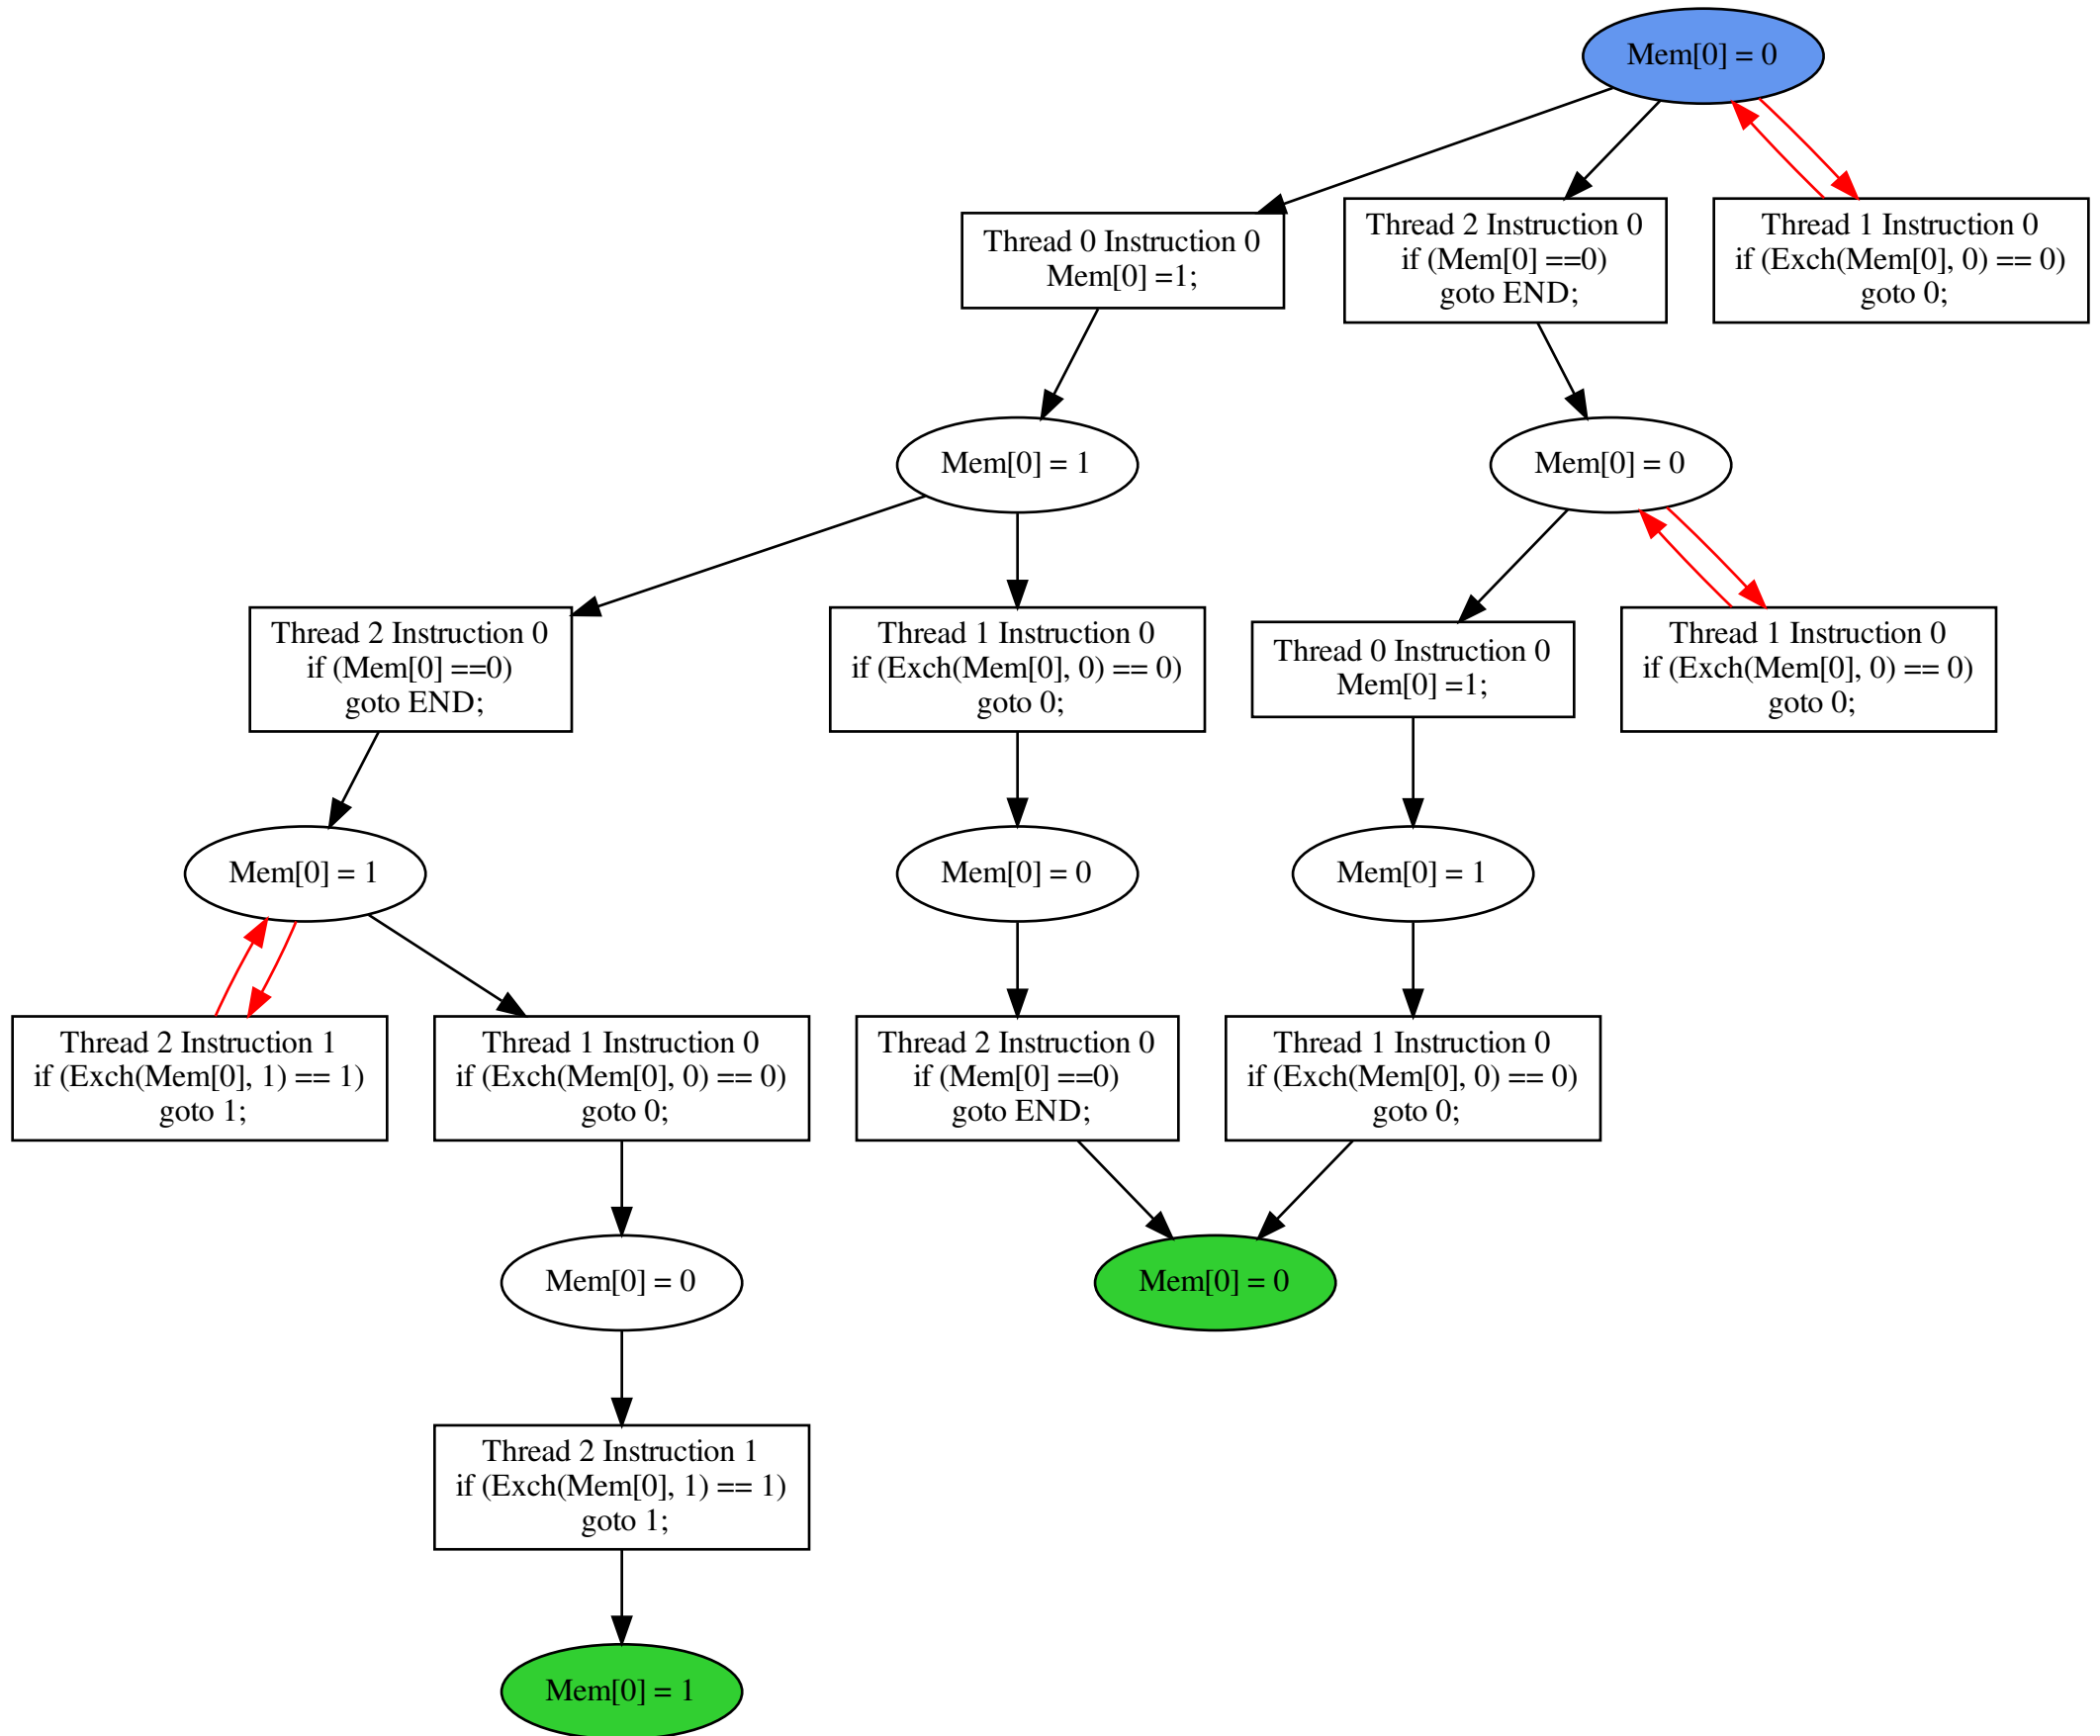 Mem[0] = 0
Thread 0 Instruction 0
Mem[0] =1;
Thread 2 Instruction 0
if (Mem[0] ==0)
goto END;
Thread 1 Instruction 0
if (Exch(Mem[0], 0) == 0)
goto 0;
Mem[0] = 1
Mem[0] = 0
Thread 2 Instruction 0
if (Mem[0] ==0)
goto END;
Thread 1 Instruction 0
if (Exch(Mem[0], 0) == 0)
goto 0;
Thread 0 Instruction 0
Mem[0] =1;
Thread 1 Instruction 0
if (Exch(Mem[0], 0) == 0)
goto 0;
Mem[0] = 1
Mem[0] = 0
Mem[0] = 1
Thread 2 Instruction 1
if (Exch(Mem[0], 1) == 1)
goto 1;
Thread 1 Instruction 0
if (Exch(Mem[0], 0) == 0)
goto 0;
Thread 2 Instruction 0
if (Mem[0] ==0)
goto END;
Thread 1 Instruction 0
if (Exch(Mem[0], 0) == 0)
goto 0;
Mem[0] = 0
Mem[0] = 0
Thread 2 Instruction 1
if (Exch(Mem[0], 1) == 1)
goto 1;
Mem[0] = 1